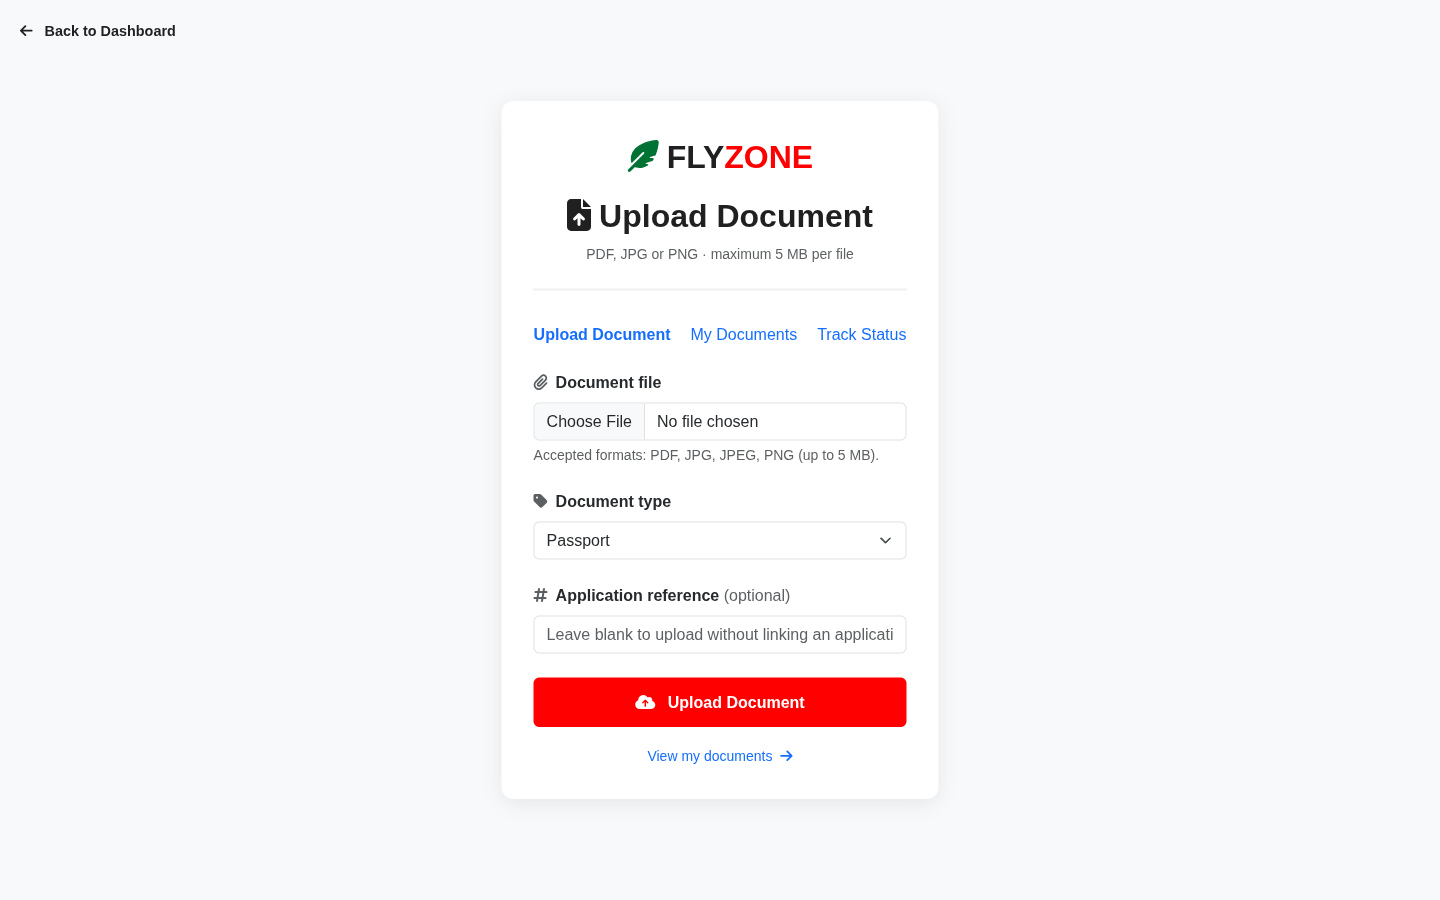 Back to Dashboard
FLYZONE
Upload Document
PDF, JPG or PNG · maximum 5 MB per file
Upload Document My Documents Track Status
Document file
Choose File No file chosen
Accepted formats: PDF, JPG, JPEG, PNG (up to 5 MB).
Document type
Passport
Application reference (optional)
Leave blank to upload without linking an applicati
Upload Document
View my documents